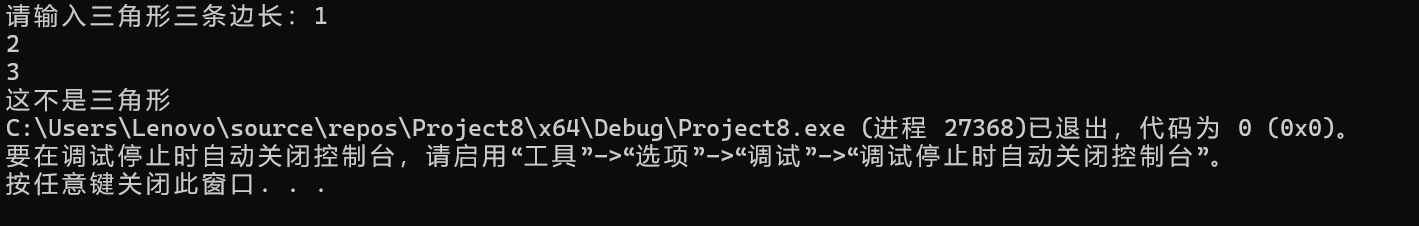 请输入三角形三条边长：1
2
3
这不是三角形
C:\Users\Lenovo\source\repos\Project8\x64\Debug\Project8.exe (进程 27368)已退出，代码为 0 (0x0)。
要在调试停止时自动关闭控制台，请启用“工具”->“选项”->“调试”->“调试停止时自动关闭控制台”。
按任意键关闭此窗口. . .